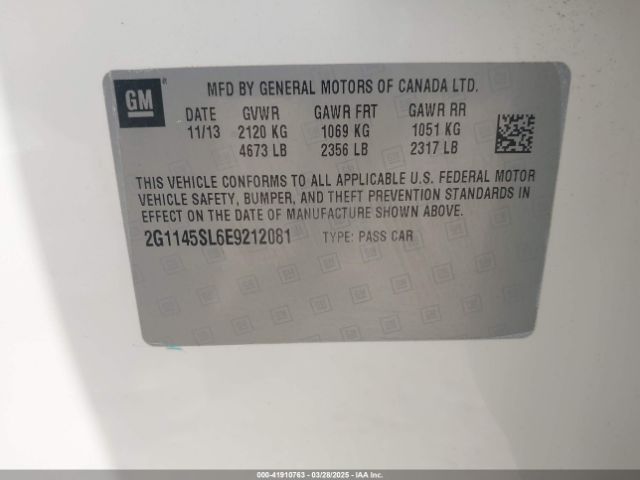 GM
MFD BY GENERAL MOTORS OF CANADA LTD.
DATE GVWR GAWR FRT GAWR RR
11/13 2120 KG 1069 KG 1051 KG
4673 LB 2356 LB 2317 LB
THIS VEHICLE CONFORMS TO ALL APPLICABLE U.S. FEDERAL MOTOR
VEHICLE SAFETY, BUMPER, AND THEFT PREVENTION STANDARDS IN
EFFECT ON THE DATE OF MANUFACTURE SHOWN ABOVE.
2G1145SL6E9212081 TYPE: PASS CAR
000-41910763 - 03/28/2025 - IAAI.COM